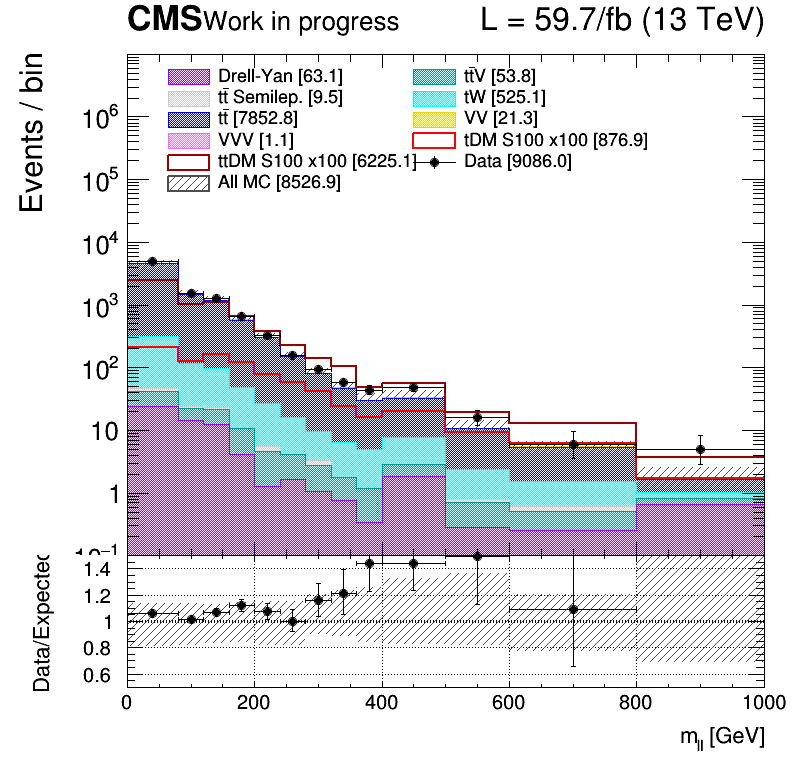 CMS Work in progress L = 59.7/fb (13 TeV)
Events / bin
Drell-Yan [63.1] tt̄V [53.8]
tt̄ Semilep. [9.5] tW [525.1]
tt̄ [7852.8] VV [21.3]
VVV [1.1] tDM S100 x100 [876.9]
ttDM S100 x100 [6225.1] Data [9086.0]
All MC [8526.9]
10⁶
10⁵
10⁴
10³
10²
10
1
10⁻¹
Data/Expected
1.4
1.2
1
0.8
0.6
0 200 400 600 800 1000
m_ll [GeV]